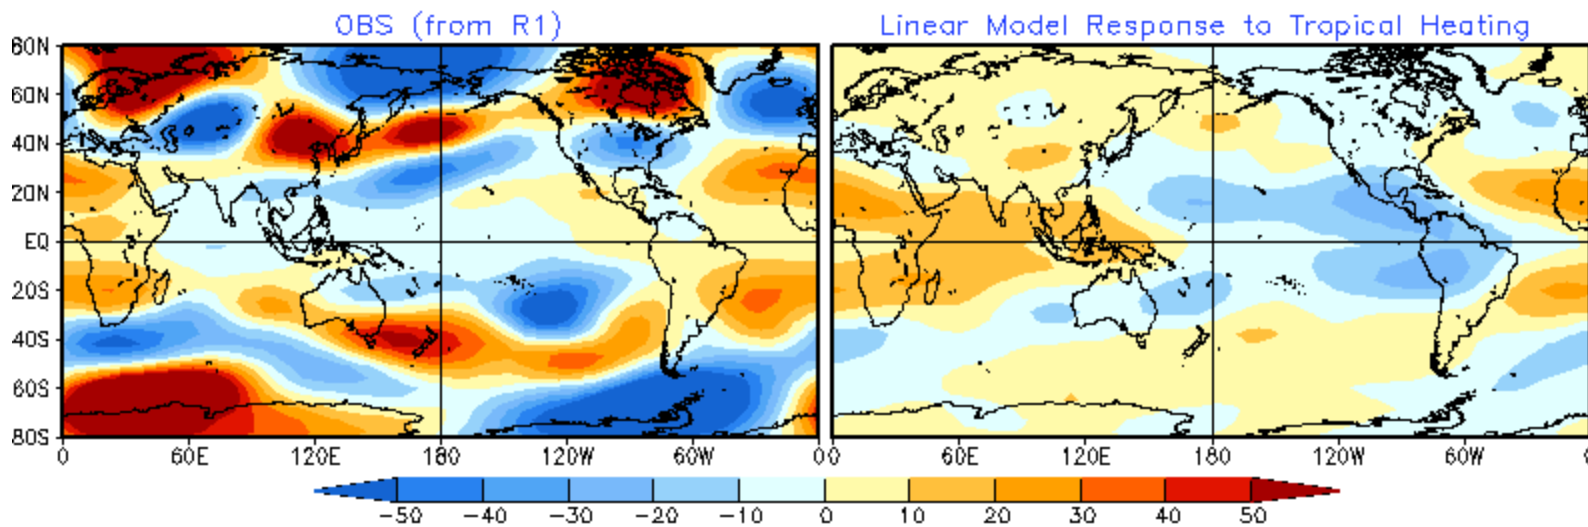 OBS (from R1)
Linear Model Response to Tropical Heating
80N
60N
40N
20N
EQ
20S
40S
60S
80S
0 60E 120E 180 120W 60W 0
0 60E 120E 180 120W 60W 0
-50 -40 -30 -20 -10 0 10 20 30 40 50